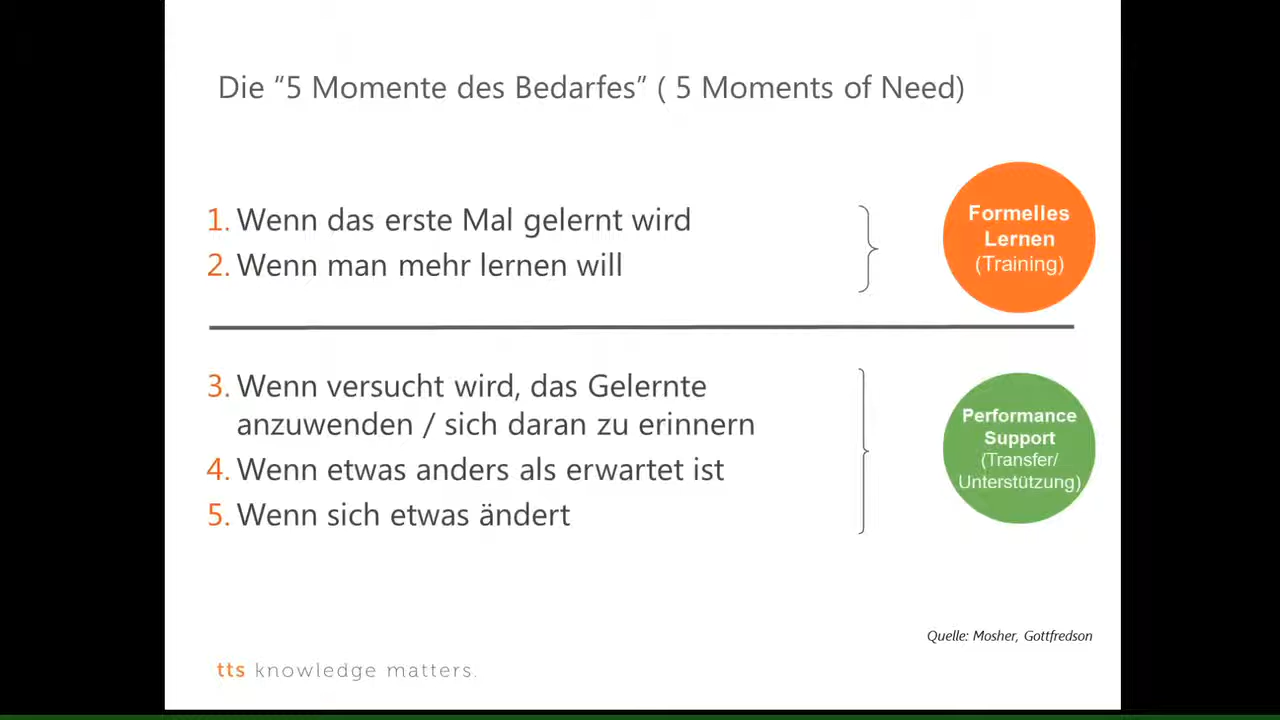 Die “5 Momente des Bedarfes” ( 5 Moments of Need)
1. Wenn das erste Mal gelernt wird
2. Wenn man mehr lernen will
Formelles
Lernen
(Training)
3. Wenn versucht wird, das Gelernte
anzuwenden / sich daran zu erinnern
4. Wenn etwas anders als erwartet ist
5. Wenn sich etwas ändert
Performance
Support
(Transfer/
Unterstützung)
Quelle: Mosher, Gottfredson
tts knowledge matters.